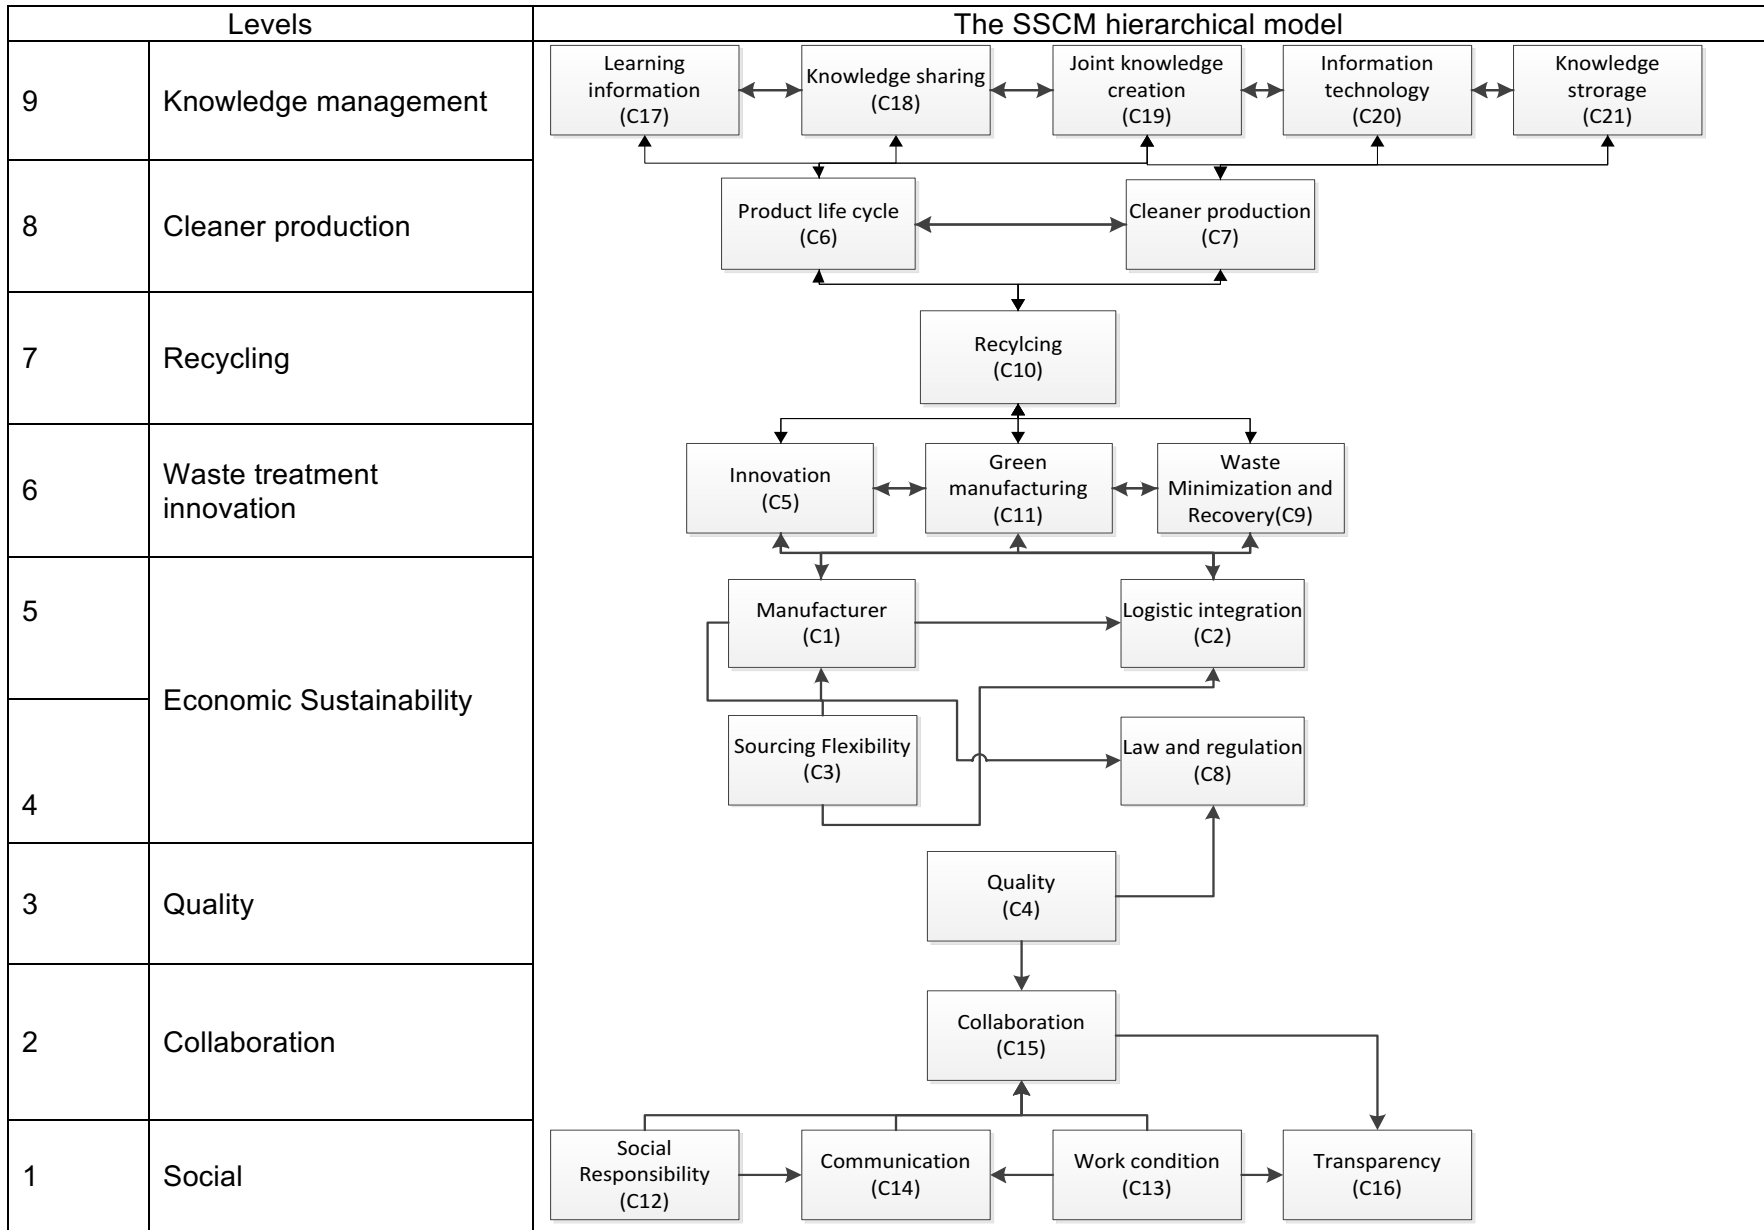 Levels
The SSCM hierarchical model
9
Knowledge management
Learning
information
(C17)
Knowledge sharing
(C18)
Joint knowledge
creation
(C19)
Information
technology
(C20)
Knowledge
strorage
(C21)
8
Cleaner production
Product life cycle
(C6)
Cleaner production
(C7)
7
Recycling
Recylcing
(C10)
6
Waste treatment
innovation
Innovation
(C5)
Green
manufacturing
(C11)
Waste
Minimization and
Recovery(C9)
5
Economic Sustainability
Manufacturer
(C1)
Logistic integration
(C2)
4
Sourcing Flexibility
(C3)
Law and regulation
(C8)
3
Quality
Quality
(C4)
2
Collaboration
Collaboration
(C15)
1
Social
Social
Responsibility
(C12)
Communication
(C14)
Work condition
(C13)
Transparency
(C16)